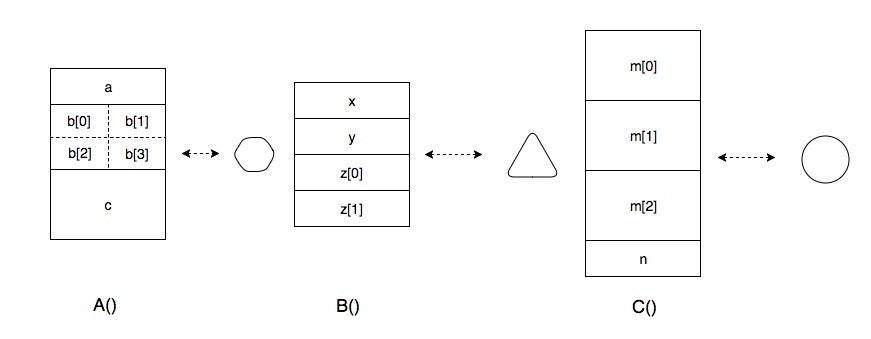 a
b[0] b[1]
b[2] b[3]
c
A()
x
y
z[0]
z[1]
B()
m[0]
m[1]
m[2]
n
C()